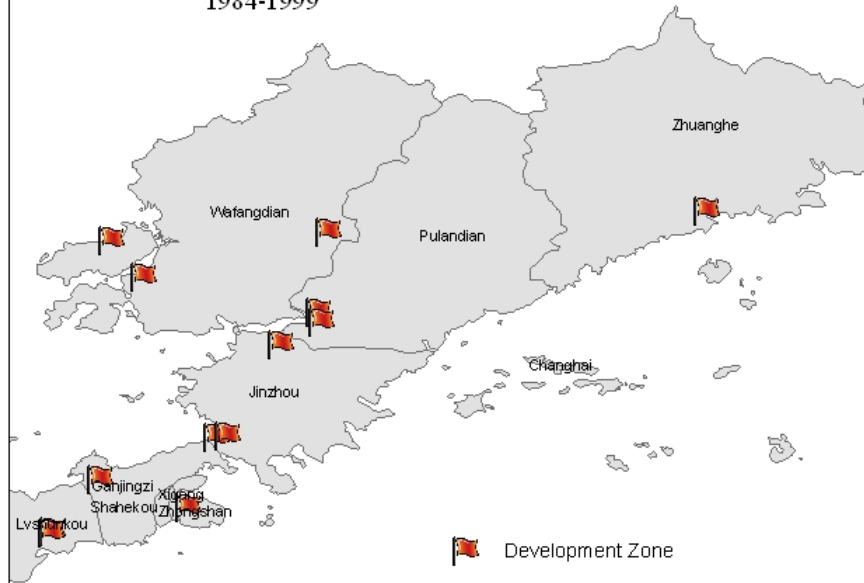 1984-1999
Zhuanghe
Wafangdian
Pulandian
Changhai
Jinzhou
Ganjingzi
Xigang
Shahekou
Zhongshan
Lvshunkou
Development Zone